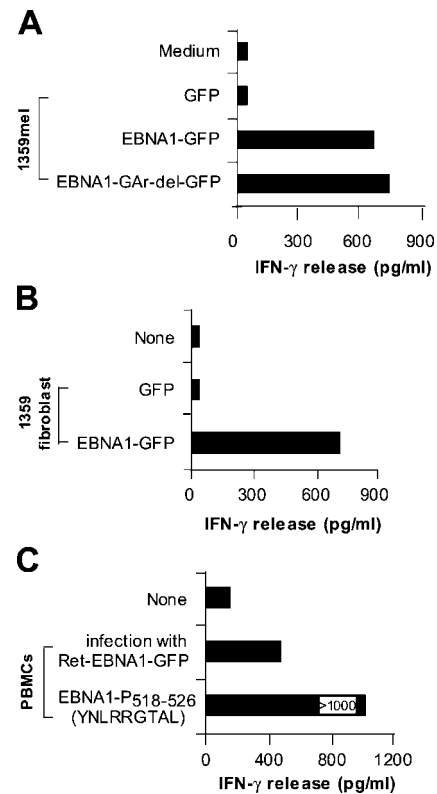 A
Medium
GFP
1359mel
EBNA1-GFP
EBNA1-GAr-del-GFP
0 300 600 900
IFN-γ release (pg/ml)
B
None
1359
fibroblast
GFP
EBNA1-GFP
0 300 600 900
IFN-γ release (pg/ml)
C
None
PBMCs
infection with
Ret-EBNA1-GFP
EBNA1-P518-526
(YNLRRGTAL)
>1000
0 400 800 1200
IFN-γ release (pg/ml)